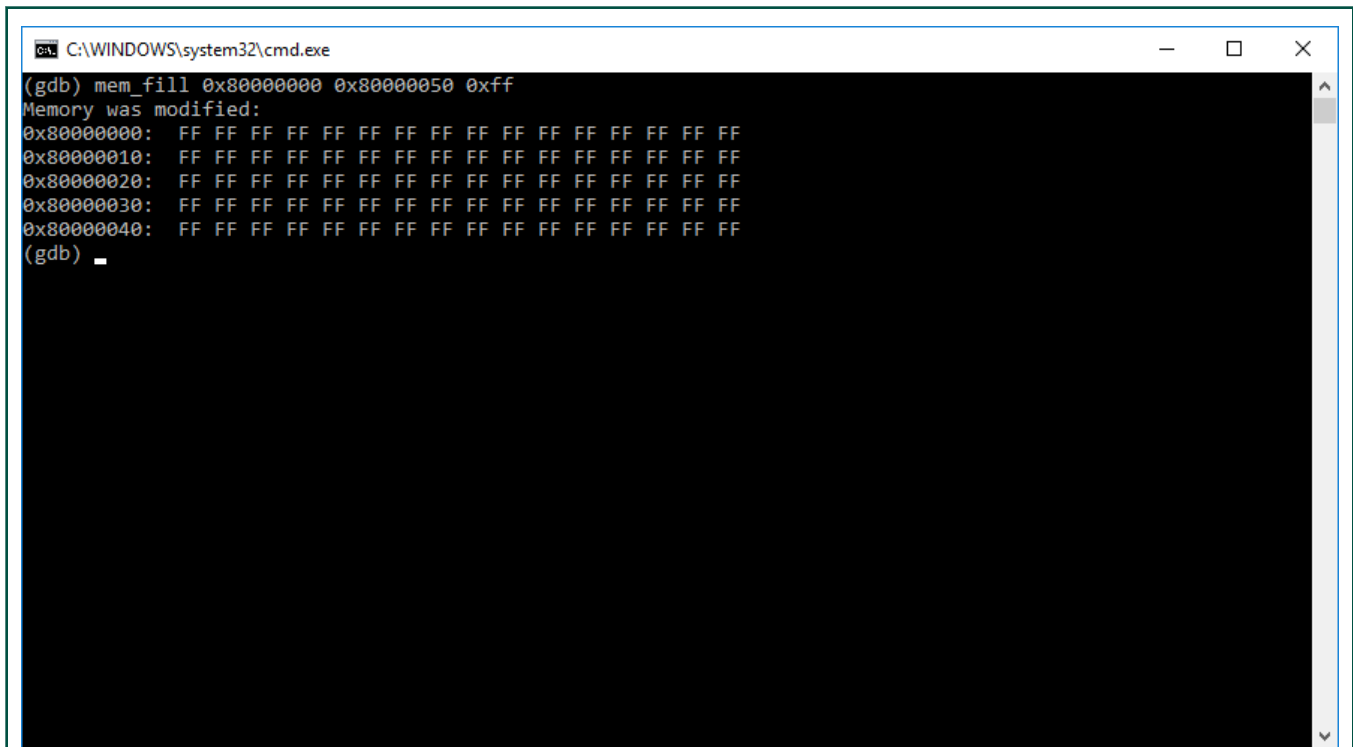 C:\WINDOWS\system32\cmd.exe
(gdb) mem_fill 0x80000000 0x80000050 0xff
Memory was modified:
0x80000000:  FF FF FF FF FF FF FF FF FF FF FF FF FF FF FF FF
0x80000010:  FF FF FF FF FF FF FF FF FF FF FF FF FF FF FF FF
0x80000020:  FF FF FF FF FF FF FF FF FF FF FF FF FF FF FF FF
0x80000030:  FF FF FF FF FF FF FF FF FF FF FF FF FF FF FF FF
0x80000040:  FF FF FF FF FF FF FF FF FF FF FF FF FF FF FF FF
(gdb)